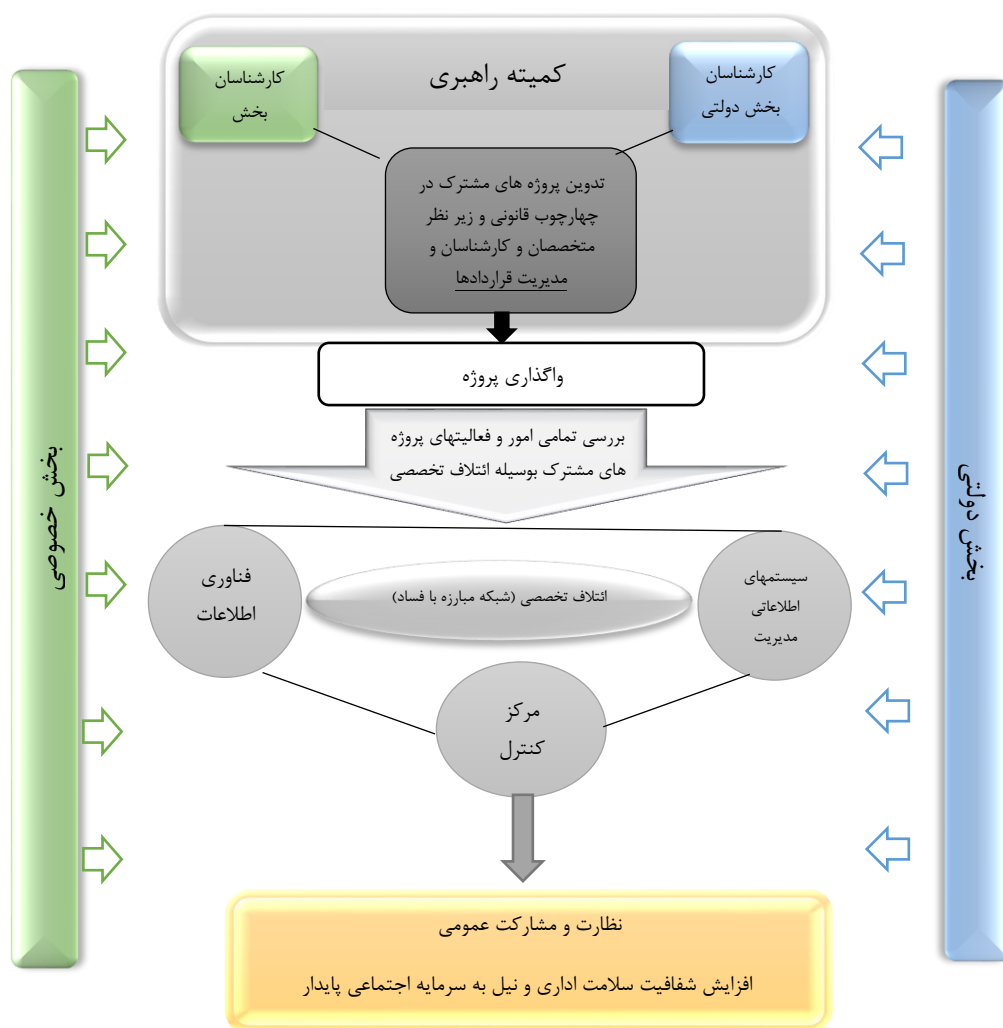 کمیته راهبری
کارشناسان
بخش دولتی
کارشناسان
بخش
تدوین پروژه های مشترک در
چهارچوب قانونی و زیر نظر
متخصصان و کارشناسان و
مدیریت قراردادها
واگذاری پروژه
بررسی تمامی امور و فعالیتهای پروژه
های مشترک بوسیله ائتلاف تخصصی
سیستمهای
اطلاعاتی
مدیریت
ائتلاف تخصصی (شبکه مبارزه با فساد)
فناوری
اطلاعات
مرکز
کنترل
نظارت و مشارکت عمومی
افزایش شفافیت سلامت اداری و نیل به سرمایه اجتماعی پایدار
بخش دولتی
بخش خصوصی